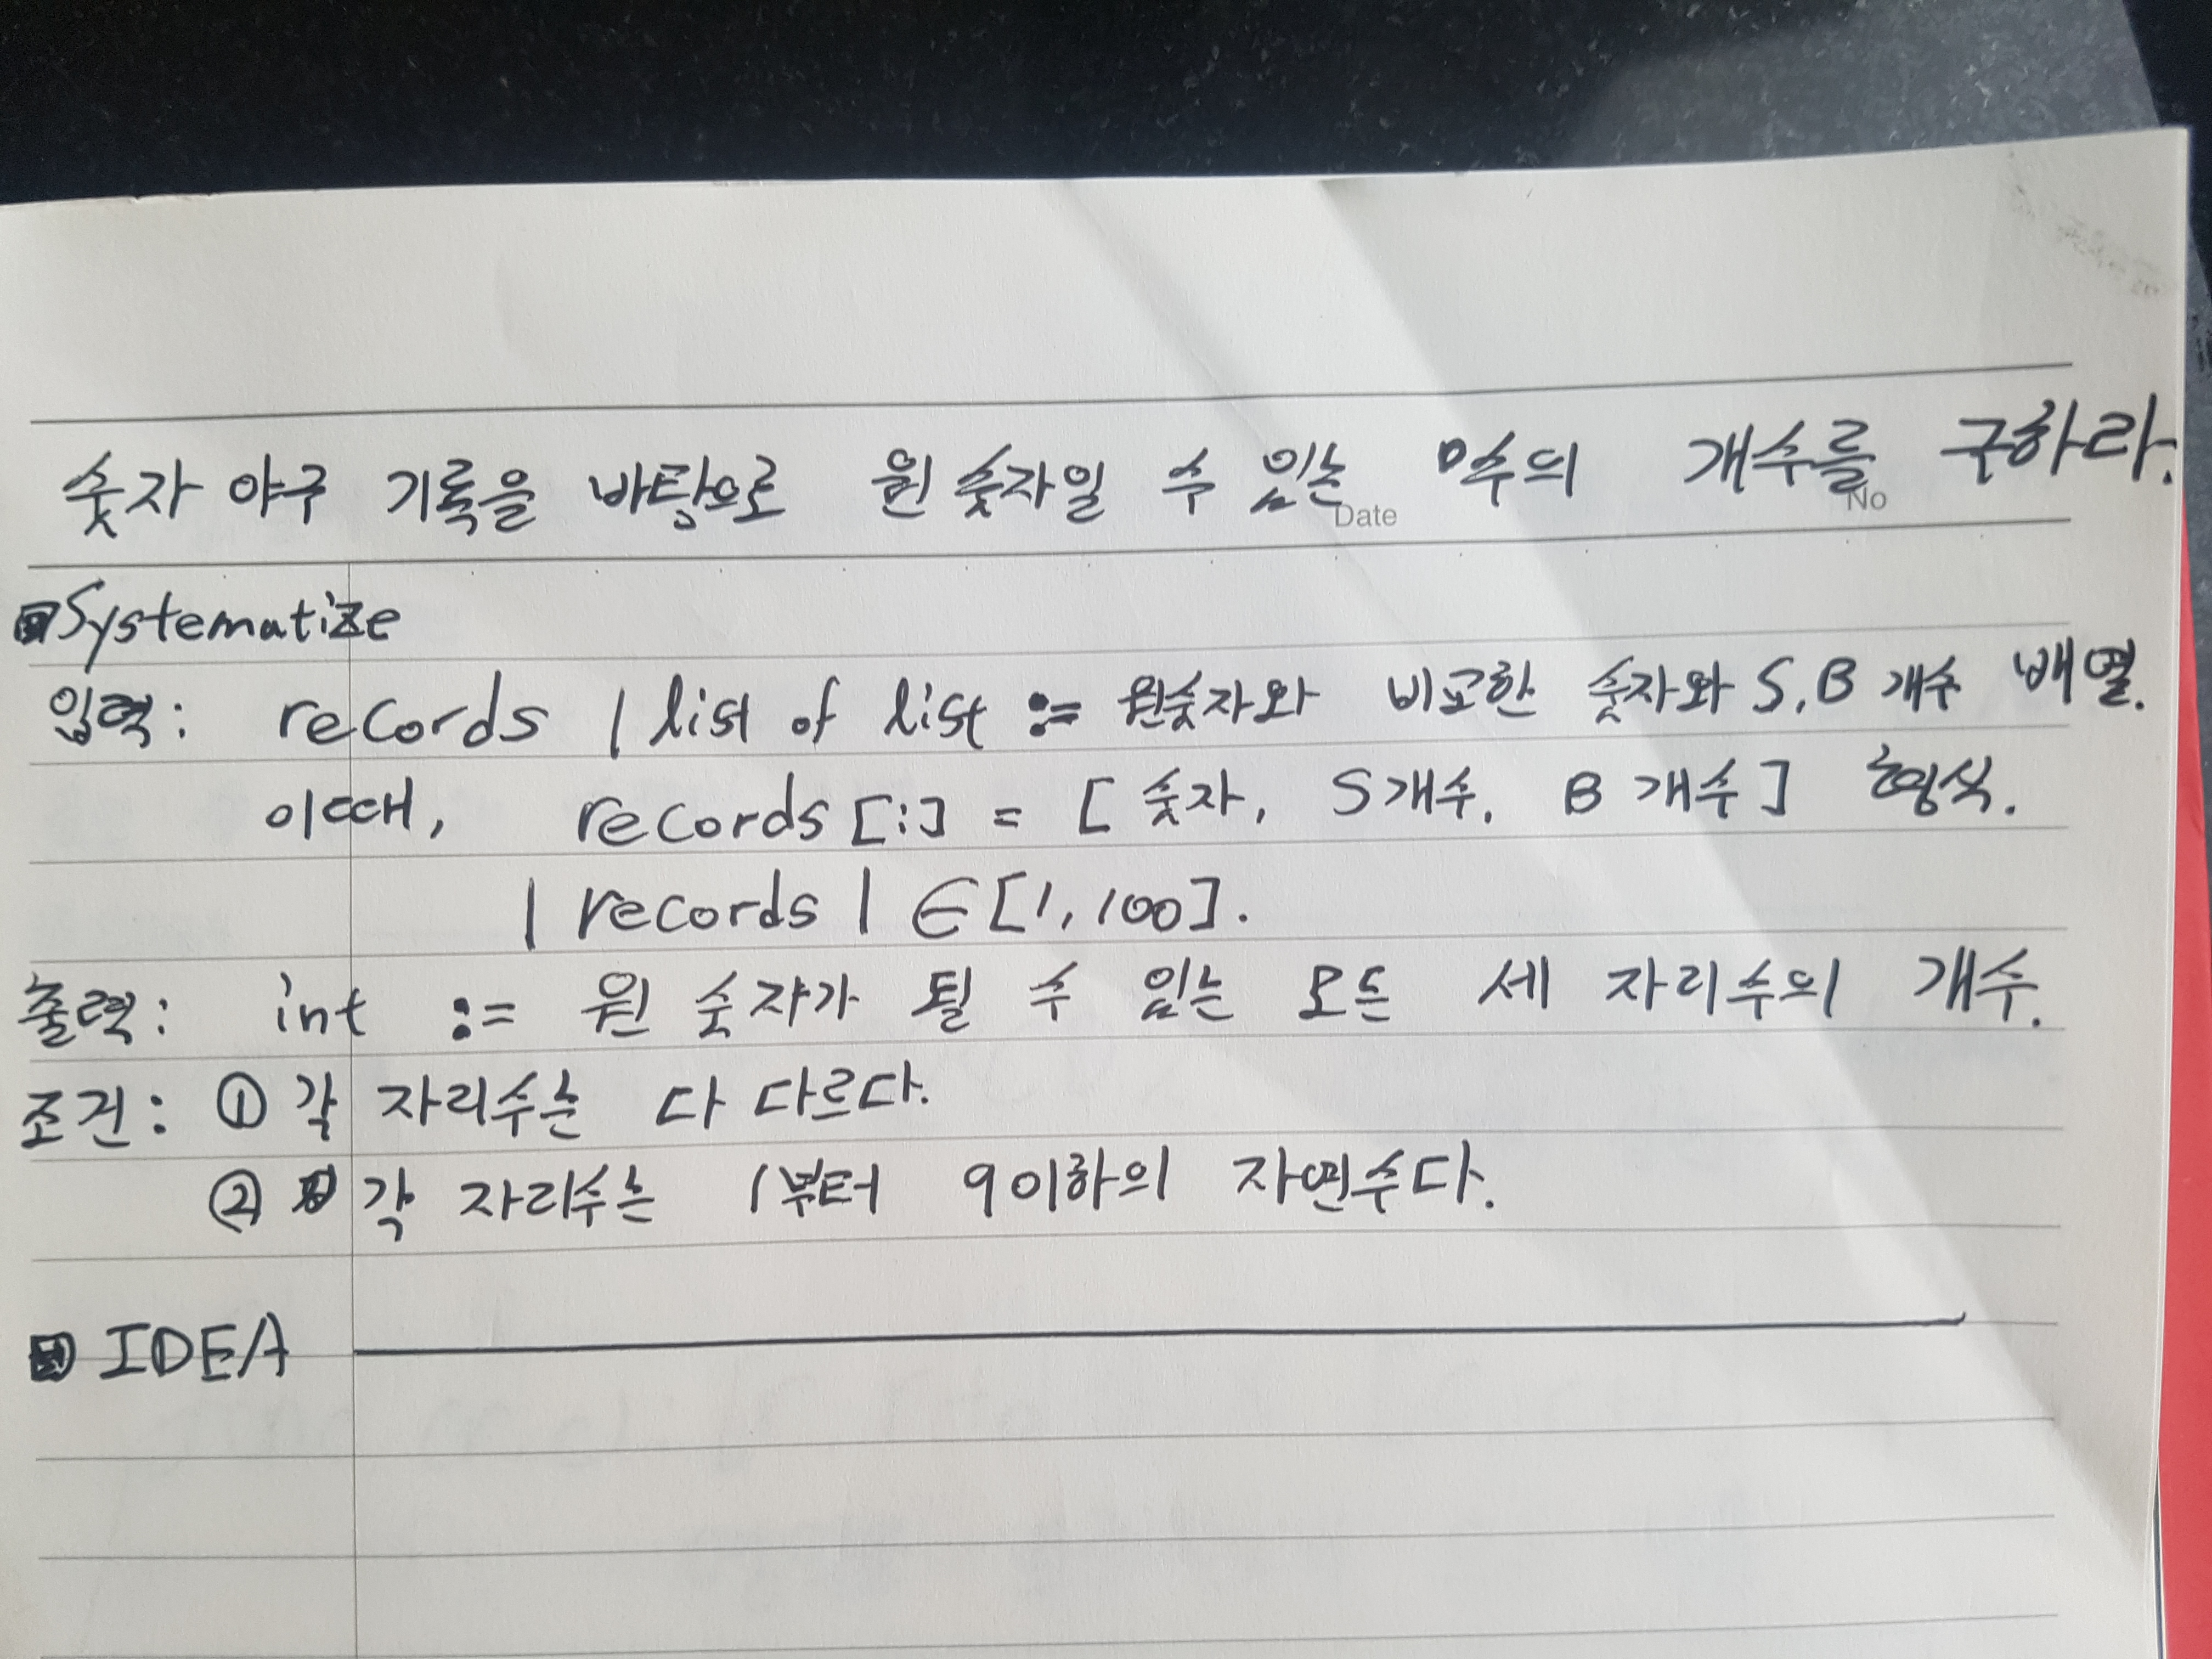 숫자 야구 기록을 바탕으로 원 숫자일 수 있는 수의 개수를 구하라.
Date
No
Systematize
입력: records | list of list := 원숫자와 비교한 숫자와 S, B 개수 배열.
이때, records[i] = [숫자, S개수, B개수] 형식.
| records | ∈ [1, 100].
출력: int := 원 숫자가 될 수 있는 모든 세 자리수의 개수.
조건: ① 각 자리수는 다 다르다.
② 각 자리수는 1부터 9이하의 자연수다.
IDEA